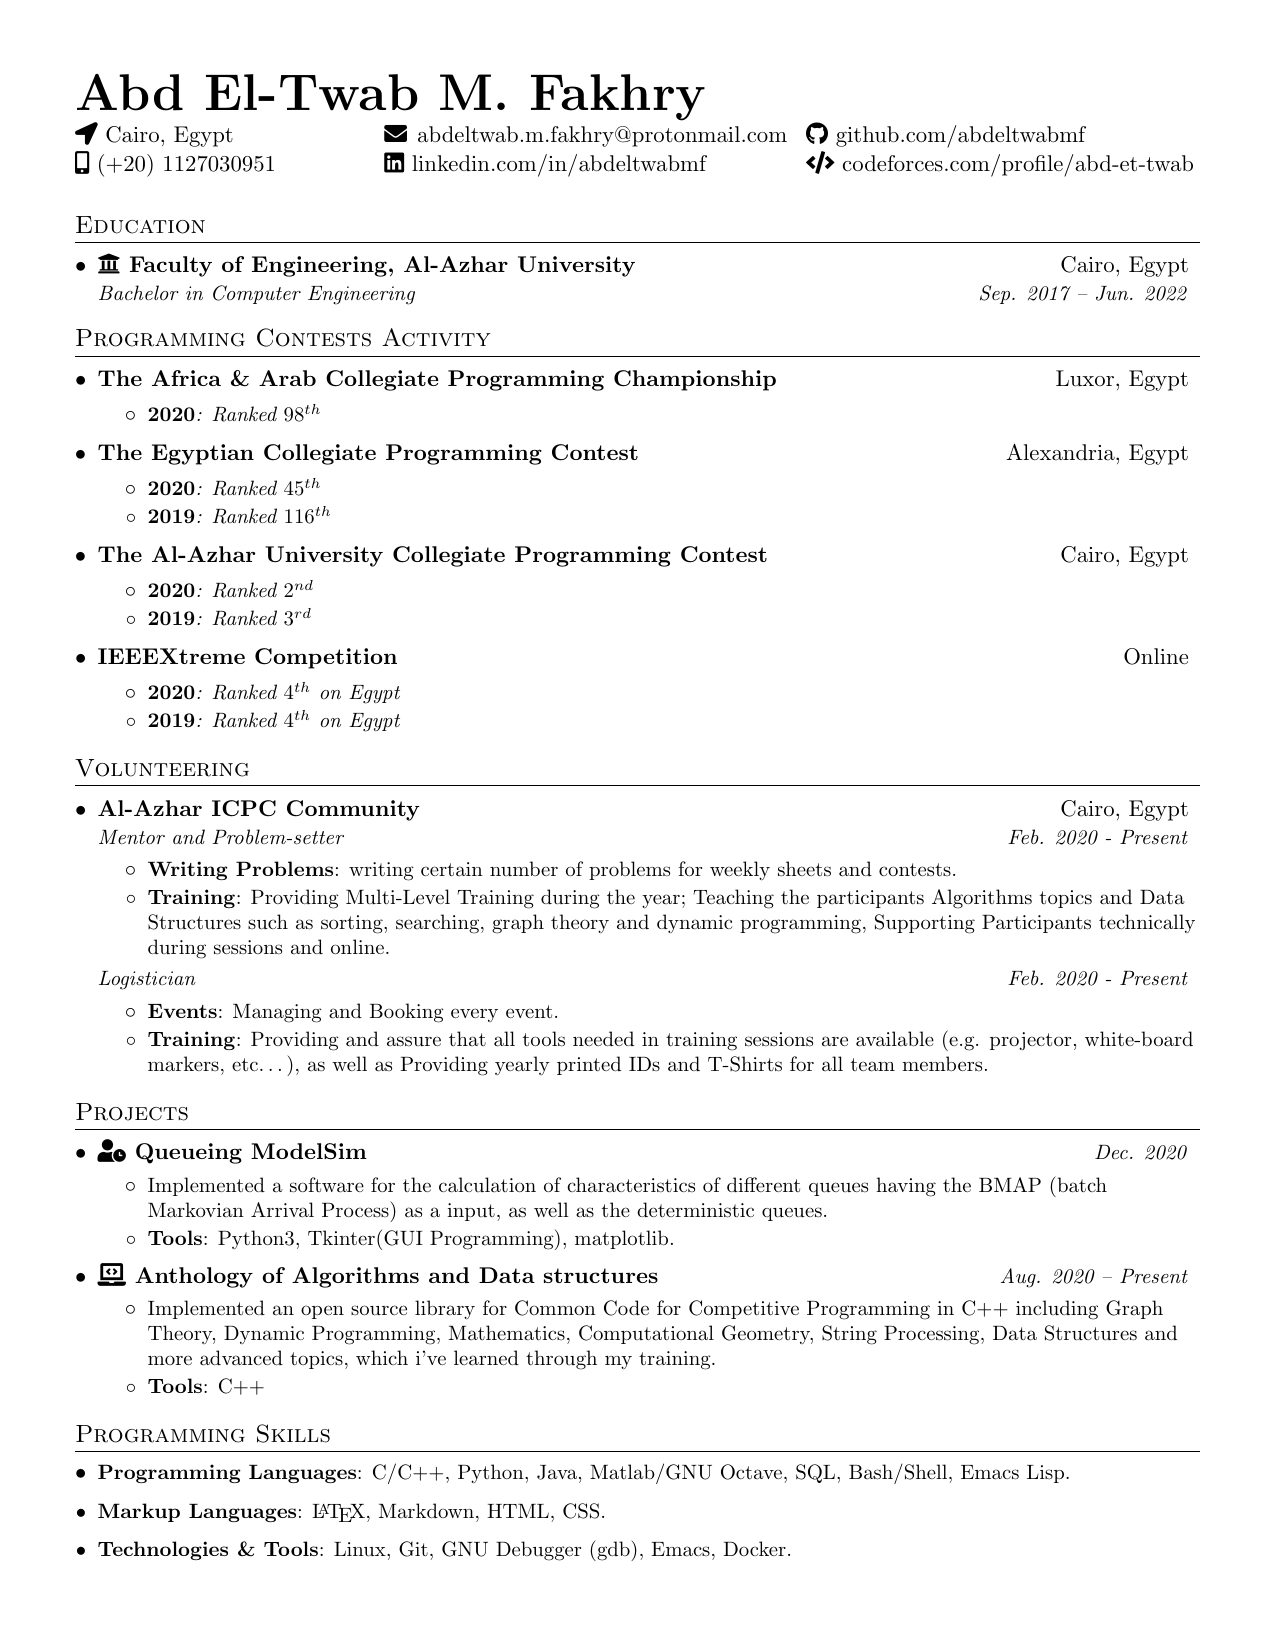 Abd El-Twab M. Fakhry
Cairo, Egypt abdeltwab.m.fakhry@protonmail.com github.com/abdeltwabmf
(+20) 1127030951 linkedin.com/in/abdeltwabmf codeforces.com/profile/abd-et-twab
Education
• Faculty of Engineering, Al-Azhar University Cairo, Egypt
Bachelor in Computer Engineering Sep. 2017 – Jun. 2022
Programming Contests Activity
• The Africa & Arab Collegiate Programming Championship Luxor, Egypt
○ 2020: Ranked 98th
• The Egyptian Collegiate Programming Contest Alexandria, Egypt
○ 2020: Ranked 45th
○ 2019: Ranked 116th
• The Al-Azhar University Collegiate Programming Contest Cairo, Egypt
○ 2020: Ranked 2nd
○ 2019: Ranked 3rd
• IEEEXtreme Competition Online
○ 2020: Ranked 4th on Egypt
○ 2019: Ranked 4th on Egypt
Volunteering
• Al-Azhar ICPC Community Cairo, Egypt
Mentor and Problem-setter Feb. 2020 - Present
○ Writing Problems: writing certain number of problems for weekly sheets and contests.
○ Training: Providing Multi-Level Training during the year; Teaching the participants Algorithms topics and Data
Structures such as sorting, searching, graph theory and dynamic programming, Supporting Participants technically
during sessions and online.
Logistician Feb. 2020 - Present
○ Events: Managing and Booking every event.
○ Training: Providing and assure that all tools needed in training sessions are available (e.g. projector, white-board
markers, etc...), as well as Providing yearly printed IDs and T-Shirts for all team members.
Projects
• Queueing ModelSim Dec. 2020
○ Implemented a software for the calculation of characteristics of different queues having the BMAP (batch
Markovian Arrival Process) as a input, as well as the deterministic queues.
○ Tools: Python3, Tkinter(GUI Programming), matplotlib.
• Anthology of Algorithms and Data structures Aug. 2020 – Present
○ Implemented an open source library for Common Code for Competitive Programming in C++ including Graph
Theory, Dynamic Programming, Mathematics, Computational Geometry, String Processing, Data Structures and
more advanced topics, which i've learned through my training.
○ Tools: C++
Programming Skills
• Programming Languages: C/C++, Python, Java, Matlab/GNU Octave, SQL, Bash/Shell, Emacs Lisp.
• Markup Languages: LATEX, Markdown, HTML, CSS.
• Technologies & Tools: Linux, Git, GNU Debugger (gdb), Emacs, Docker.